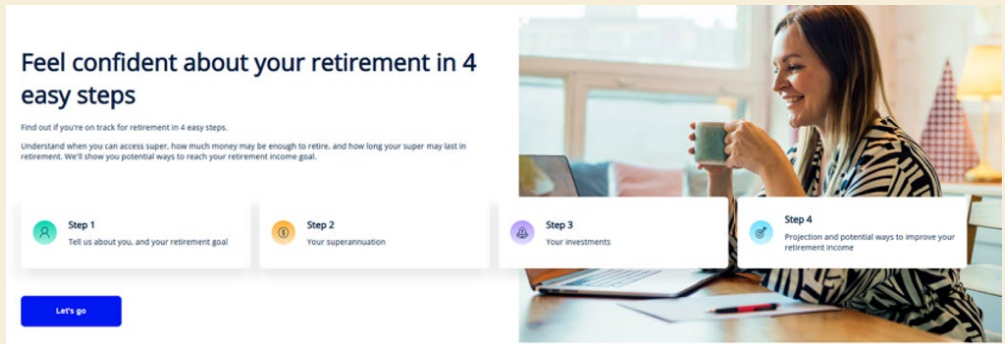 Feel confident about your retirement in 4
easy steps
Find out if you're on track for retirement in 4 easy steps.
Understand when you can access super, how much money may be enough to retire, and how long your super may last in
retirement. We'll show you potential ways to reach your retirement income goal.
Step 1
Tell us about you, and your retirement goal
Step 2
Your superannuation
Step 3
Your investments
Step 4
Projection and potential ways to improve your
retirement income
Let's go